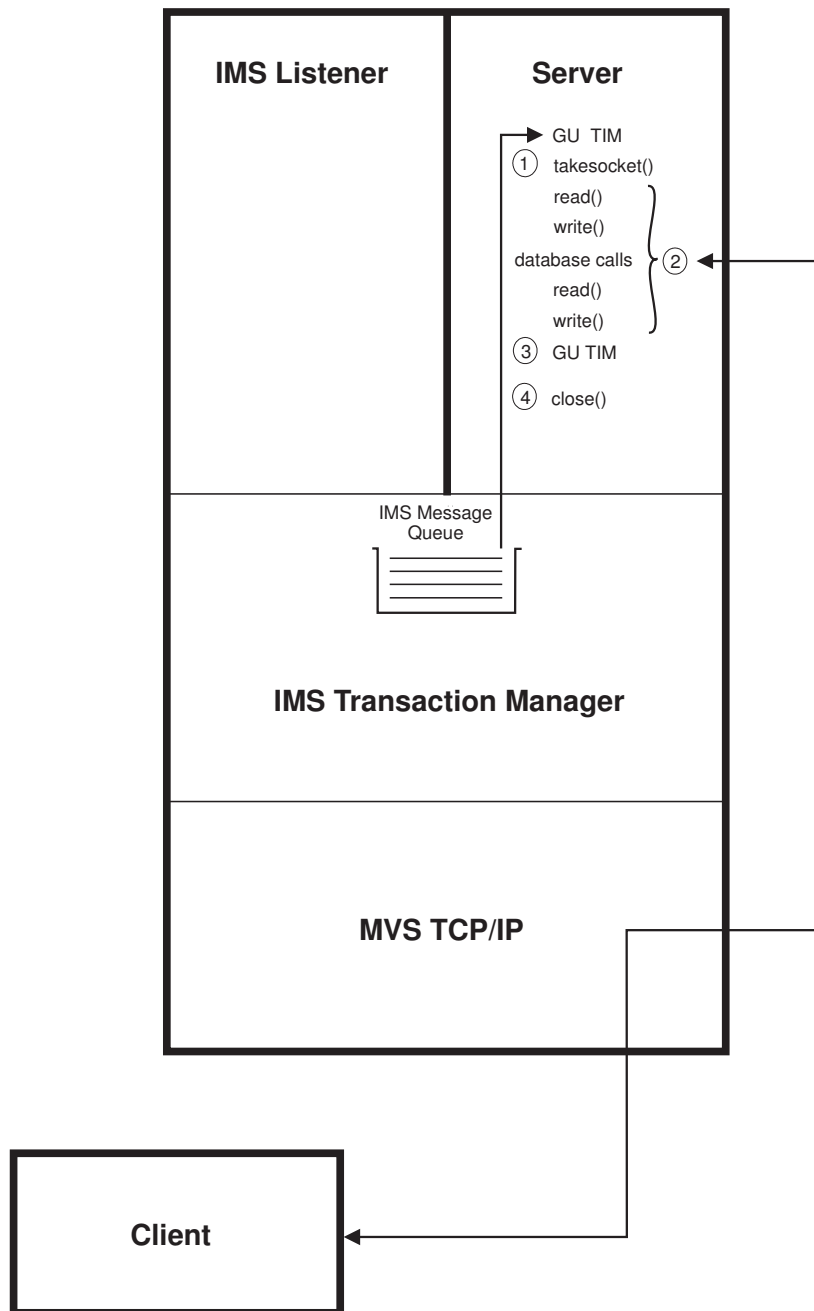 IMS Listener
Server
GU TIM
1 takesocket()
read()
write()
database calls
2
read()
write()
3 GU TIM
4 close()
IMS Message
Queue
IMS Transaction Manager
MVS TCP/IP
Client